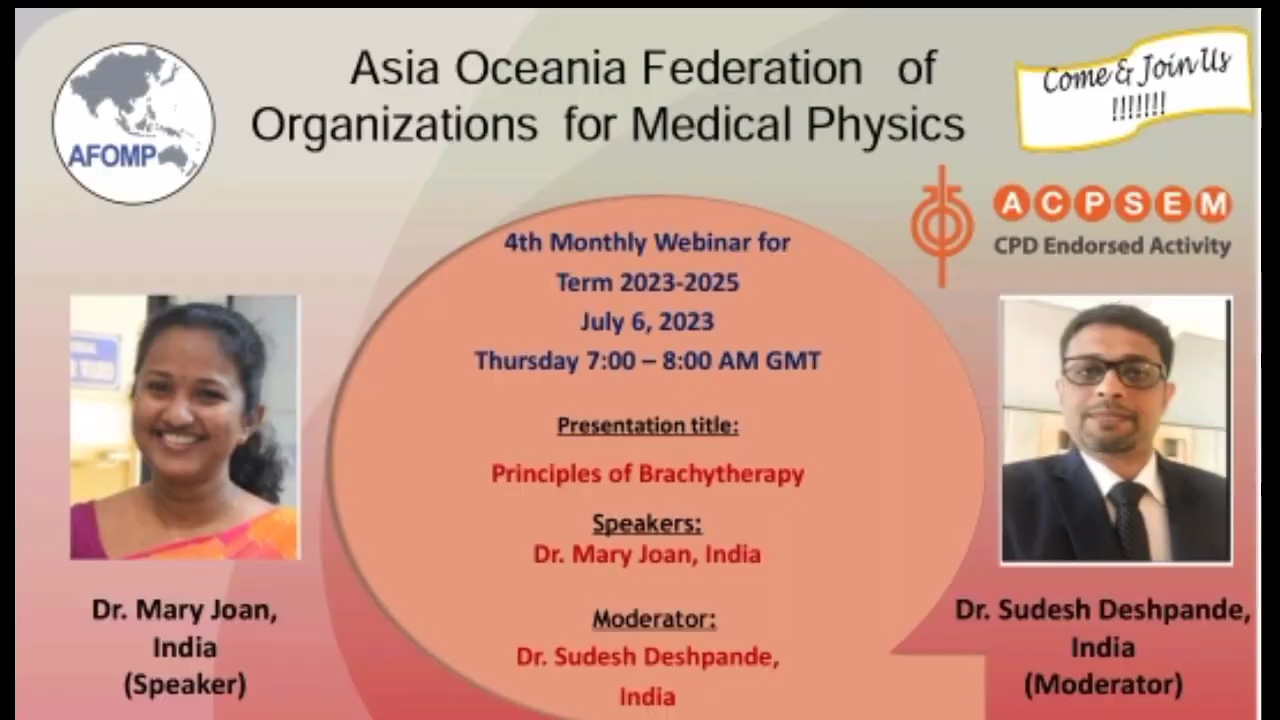 Asia Oceania Federation of
Organizations for Medical Physics
AFOMP
Come & Join Us
!!!!!!!
ACPSEM
CPD Endorsed Activity
4th Monthly Webinar for
Term 2023-2025
July 6, 2023
Thursday 7:00 – 8:00 AM GMT
Presentation title:
Principles of Brachytherapy
Speakers:
Dr. Mary Joan, India
Moderator:
Dr. Sudesh Deshpande,
India
Dr. Mary Joan,
India
(Speaker)
Dr. Sudesh Deshpande,
India
(Moderator)